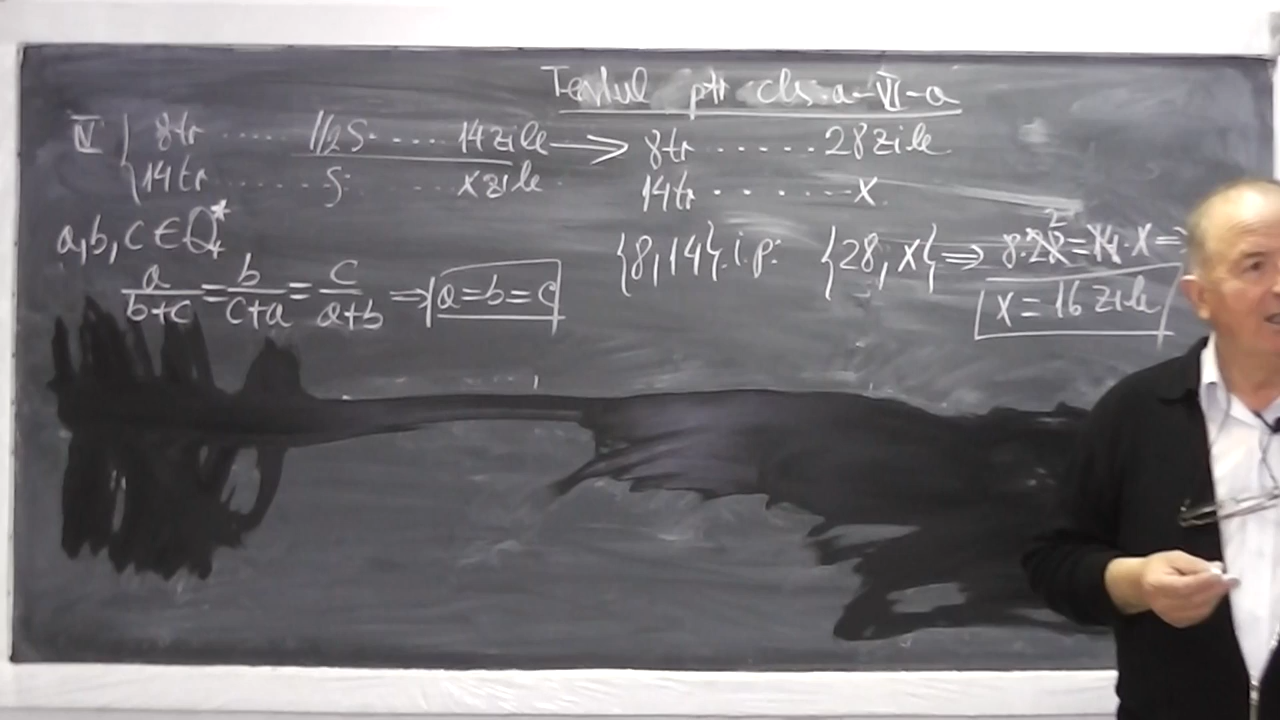 Testul ptr cls. a-VI-a
IV { 8tr ...... 1/2 S .... 14 zile → 8tr ...... 28 zile
14tr ...... S ...... x zile 14tr ...... x
a, b, c ∈ Q*₊
{8, 14} i.p. {28, x} ⇒ 8·28 = 14·x ⇒
2
a/(b+c) = b/(c+a) = c/(a+b) ⇒ a=b=c
x = 16 zile